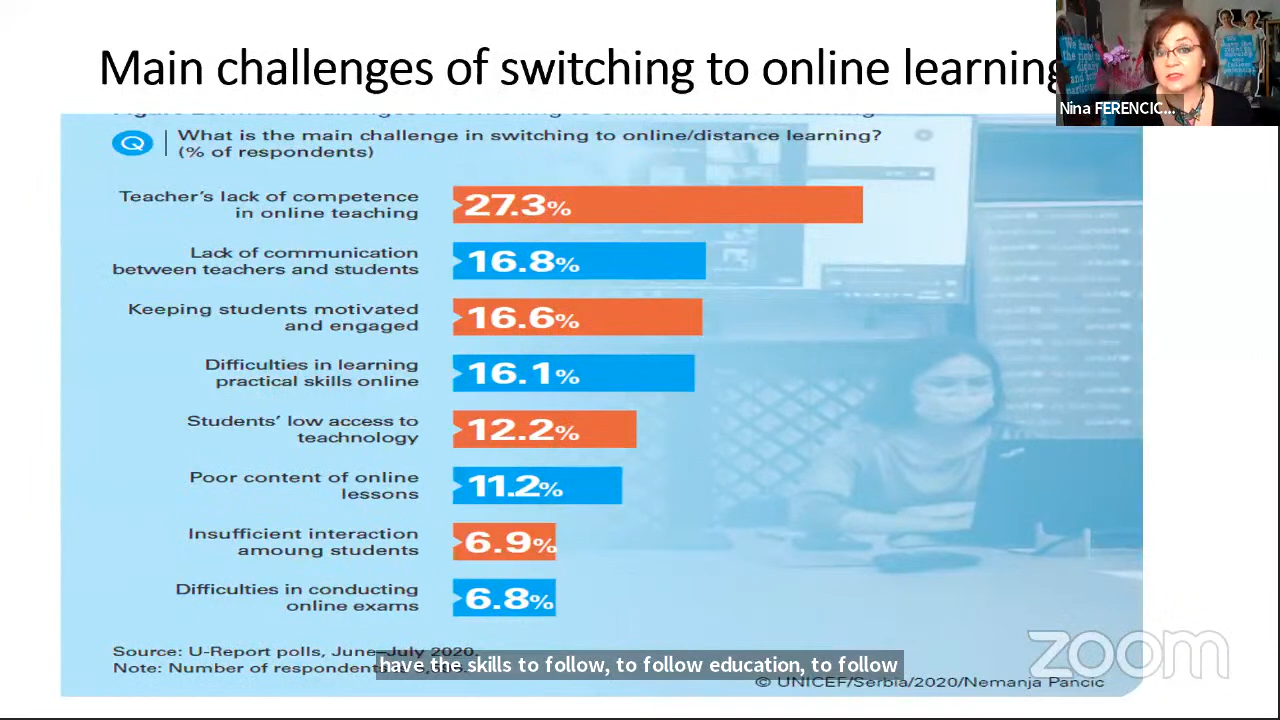 Main challenges of switching to online learning
Nina FERENCIC...
Q
What is the main challenge in switching to online/distance learning?
(% of respondents)
Teacher's lack of competence
in online teaching
27.3%
Lack of communication
between teachers and students
16.8%
Keeping students motivated
and engaged
16.6%
Difficulties in learning
practical skills online
16.1%
Students' low access to
teachnology
12.2%
Poor content of online
lessons
11.2%
Insufficient interaction
amoung students
6.9%
Difficulties in conducting
online exams
6.8%
Source: U-Report polls, June–July 2020.
Note: Number of
have the skills to follow, to follow education, to follow
© UNICEF/Serbia/2020/Nemanja Pancic
zoom